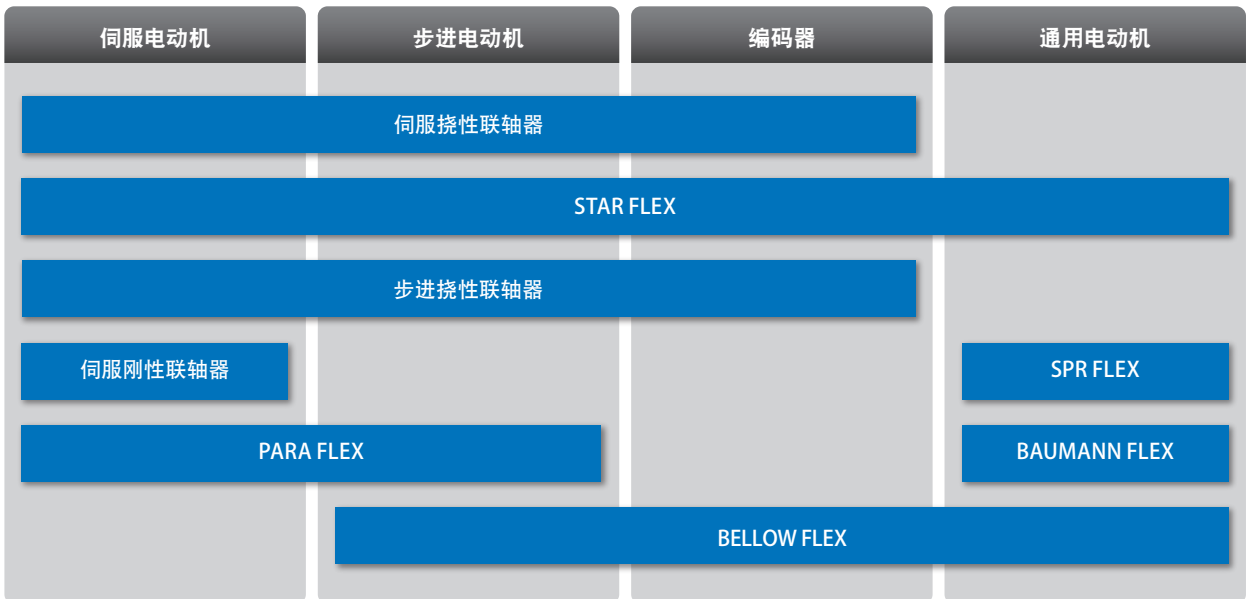 伺服电动机
步进电动机
编码器
通用电动机
伺服挠性联轴器
STAR FLEX
步进挠性联轴器
伺服刚性联轴器
SPR FLEX
PARA FLEX
BAUMANN FLEX
BELLOW FLEX